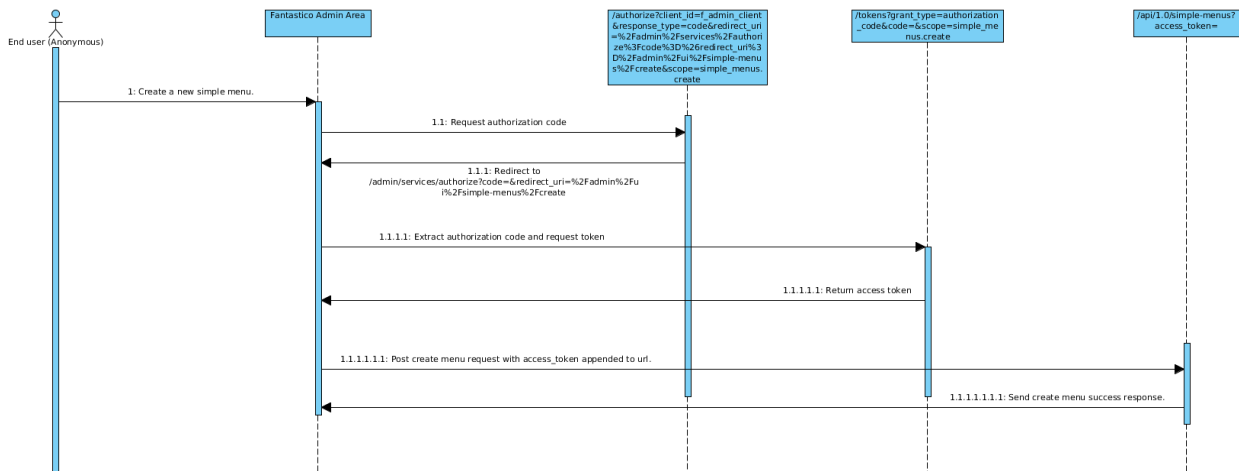 End user (Anonymous)
Fantastico Admin Area
/authorize?client_id=f_admin_client
&response_type=code&redirect_uri
=%2Fadmin%2Fservices%2Fauthor
ize%3Fcode%3D%26redirect_uri%3
D%2Fadmin%2Fui%2Fsimple-menu
s%2Fcreate&scope=simple_menus.
create
/tokens?grant_type=authorization
_code&code=&scope=simple_me
nus.create
/api/1.0/simple-menus?
access_token=
1: Create a new simple menu.
1.1: Request authorization code
1.1.1: Redirect to
/admin/services/authorize?code=&redirect_uri=%2Fadmin%2Fu
i%2Fsimple-menus%2Fcreate
1.1.1.1: Extract authorization code and request token
1.1.1.1.1: Return access token
1.1.1.1.1.1: Post create menu request with access_token appended to url.
1.1.1.1.1.1.1: Send create menu success response.